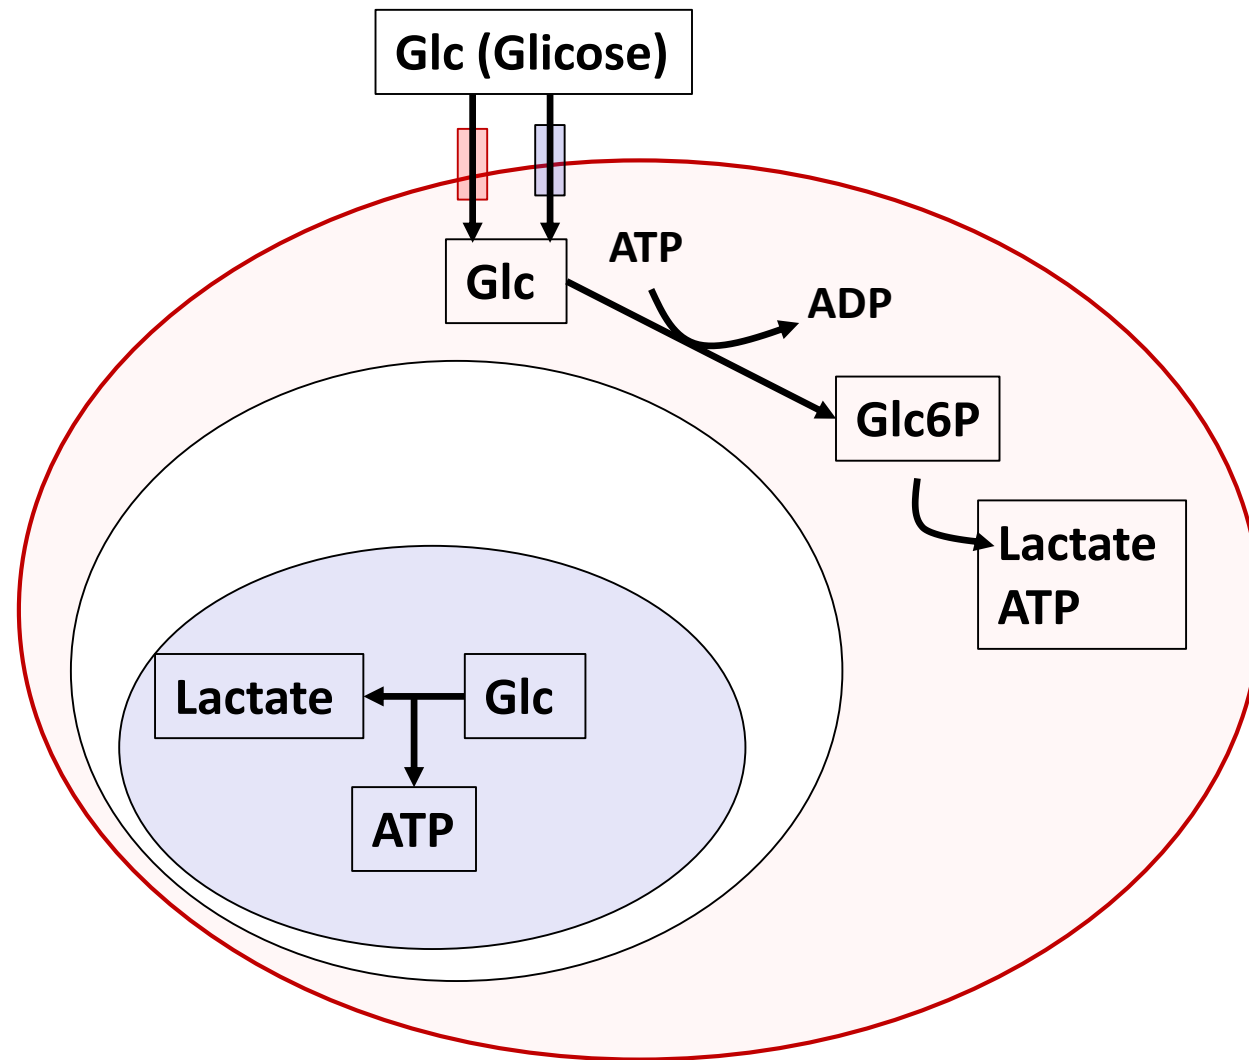 Glc (Glicose)
Glc
ATP
ADP
Glc6P
Lactate
ATP
Lactate
Glc
ATP